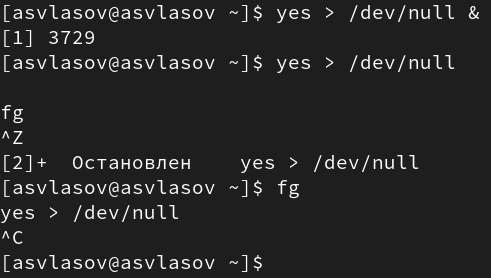 [asvlasov@asvlasov ~]$ yes > /dev/null &
[1] 3729
[asvlasov@asvlasov ~]$ yes > /dev/null
fg
^Z
[2]+  Остановлен    yes > /dev/null
[asvlasov@asvlasov ~]$ fg
yes > /dev/null
^C
[asvlasov@asvlasov ~]$